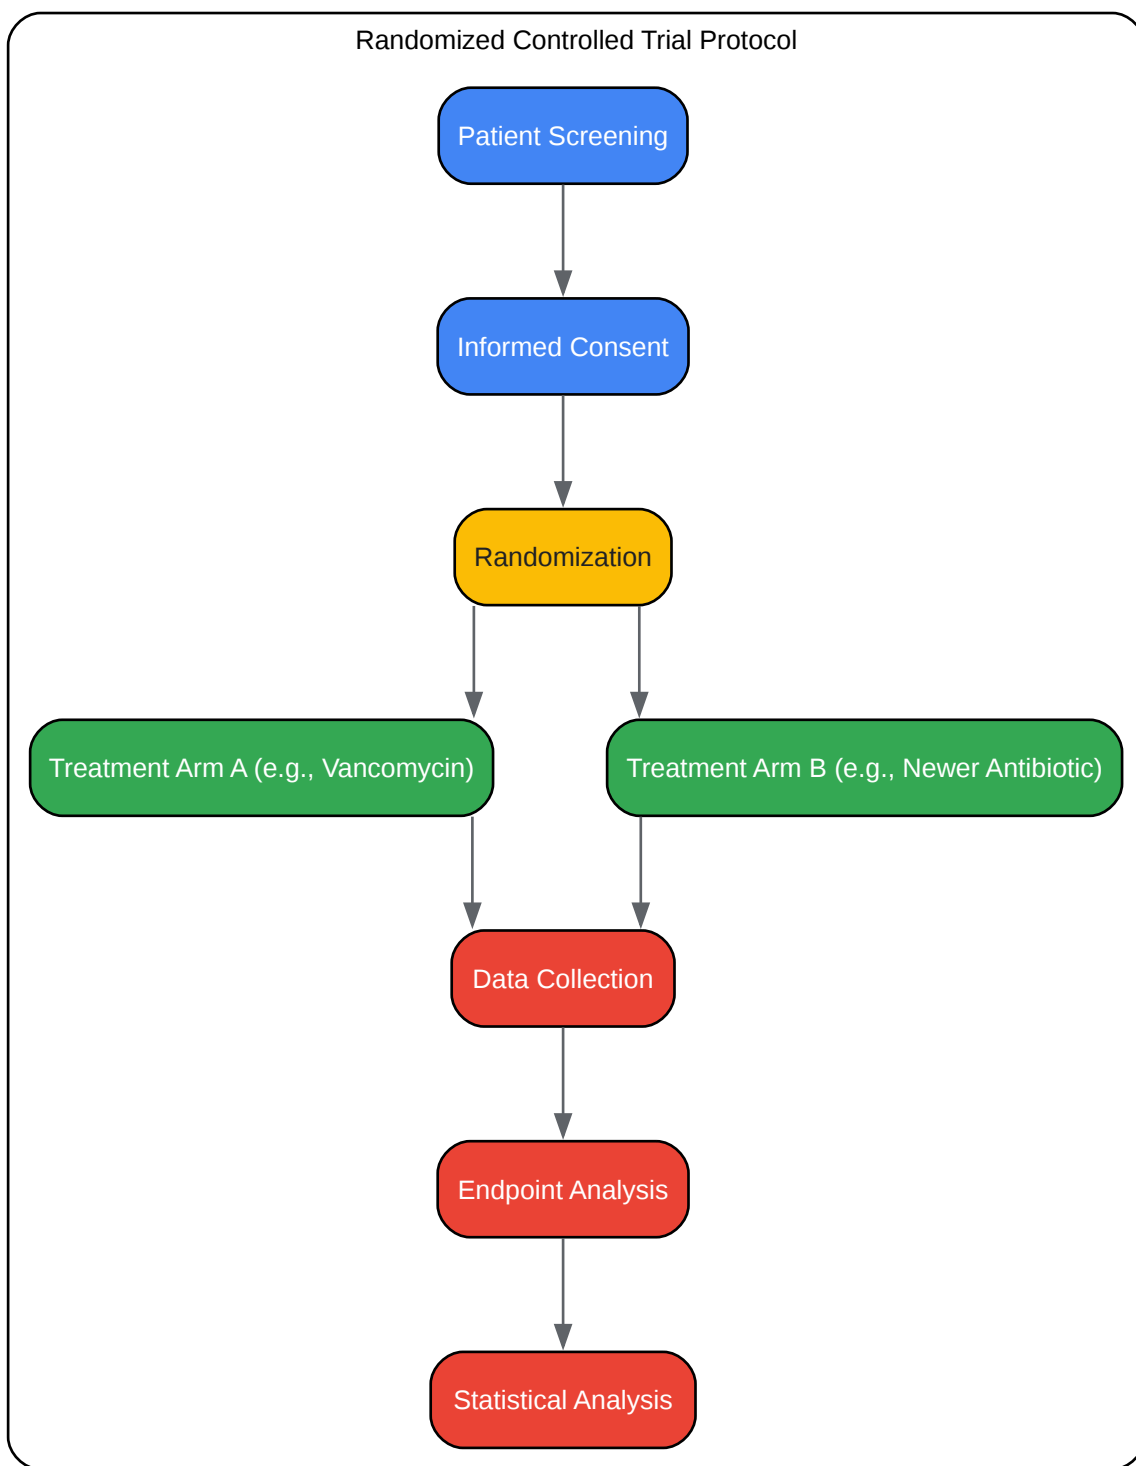 Randomized Controlled Trial Protocol
Patient Screening
Informed Consent
Randomization
Treatment Arm A (e.g., Vancomycin)
Treatment Arm B (e.g., Newer Antibiotic)
Data Collection
Endpoint Analysis
Statistical Analysis